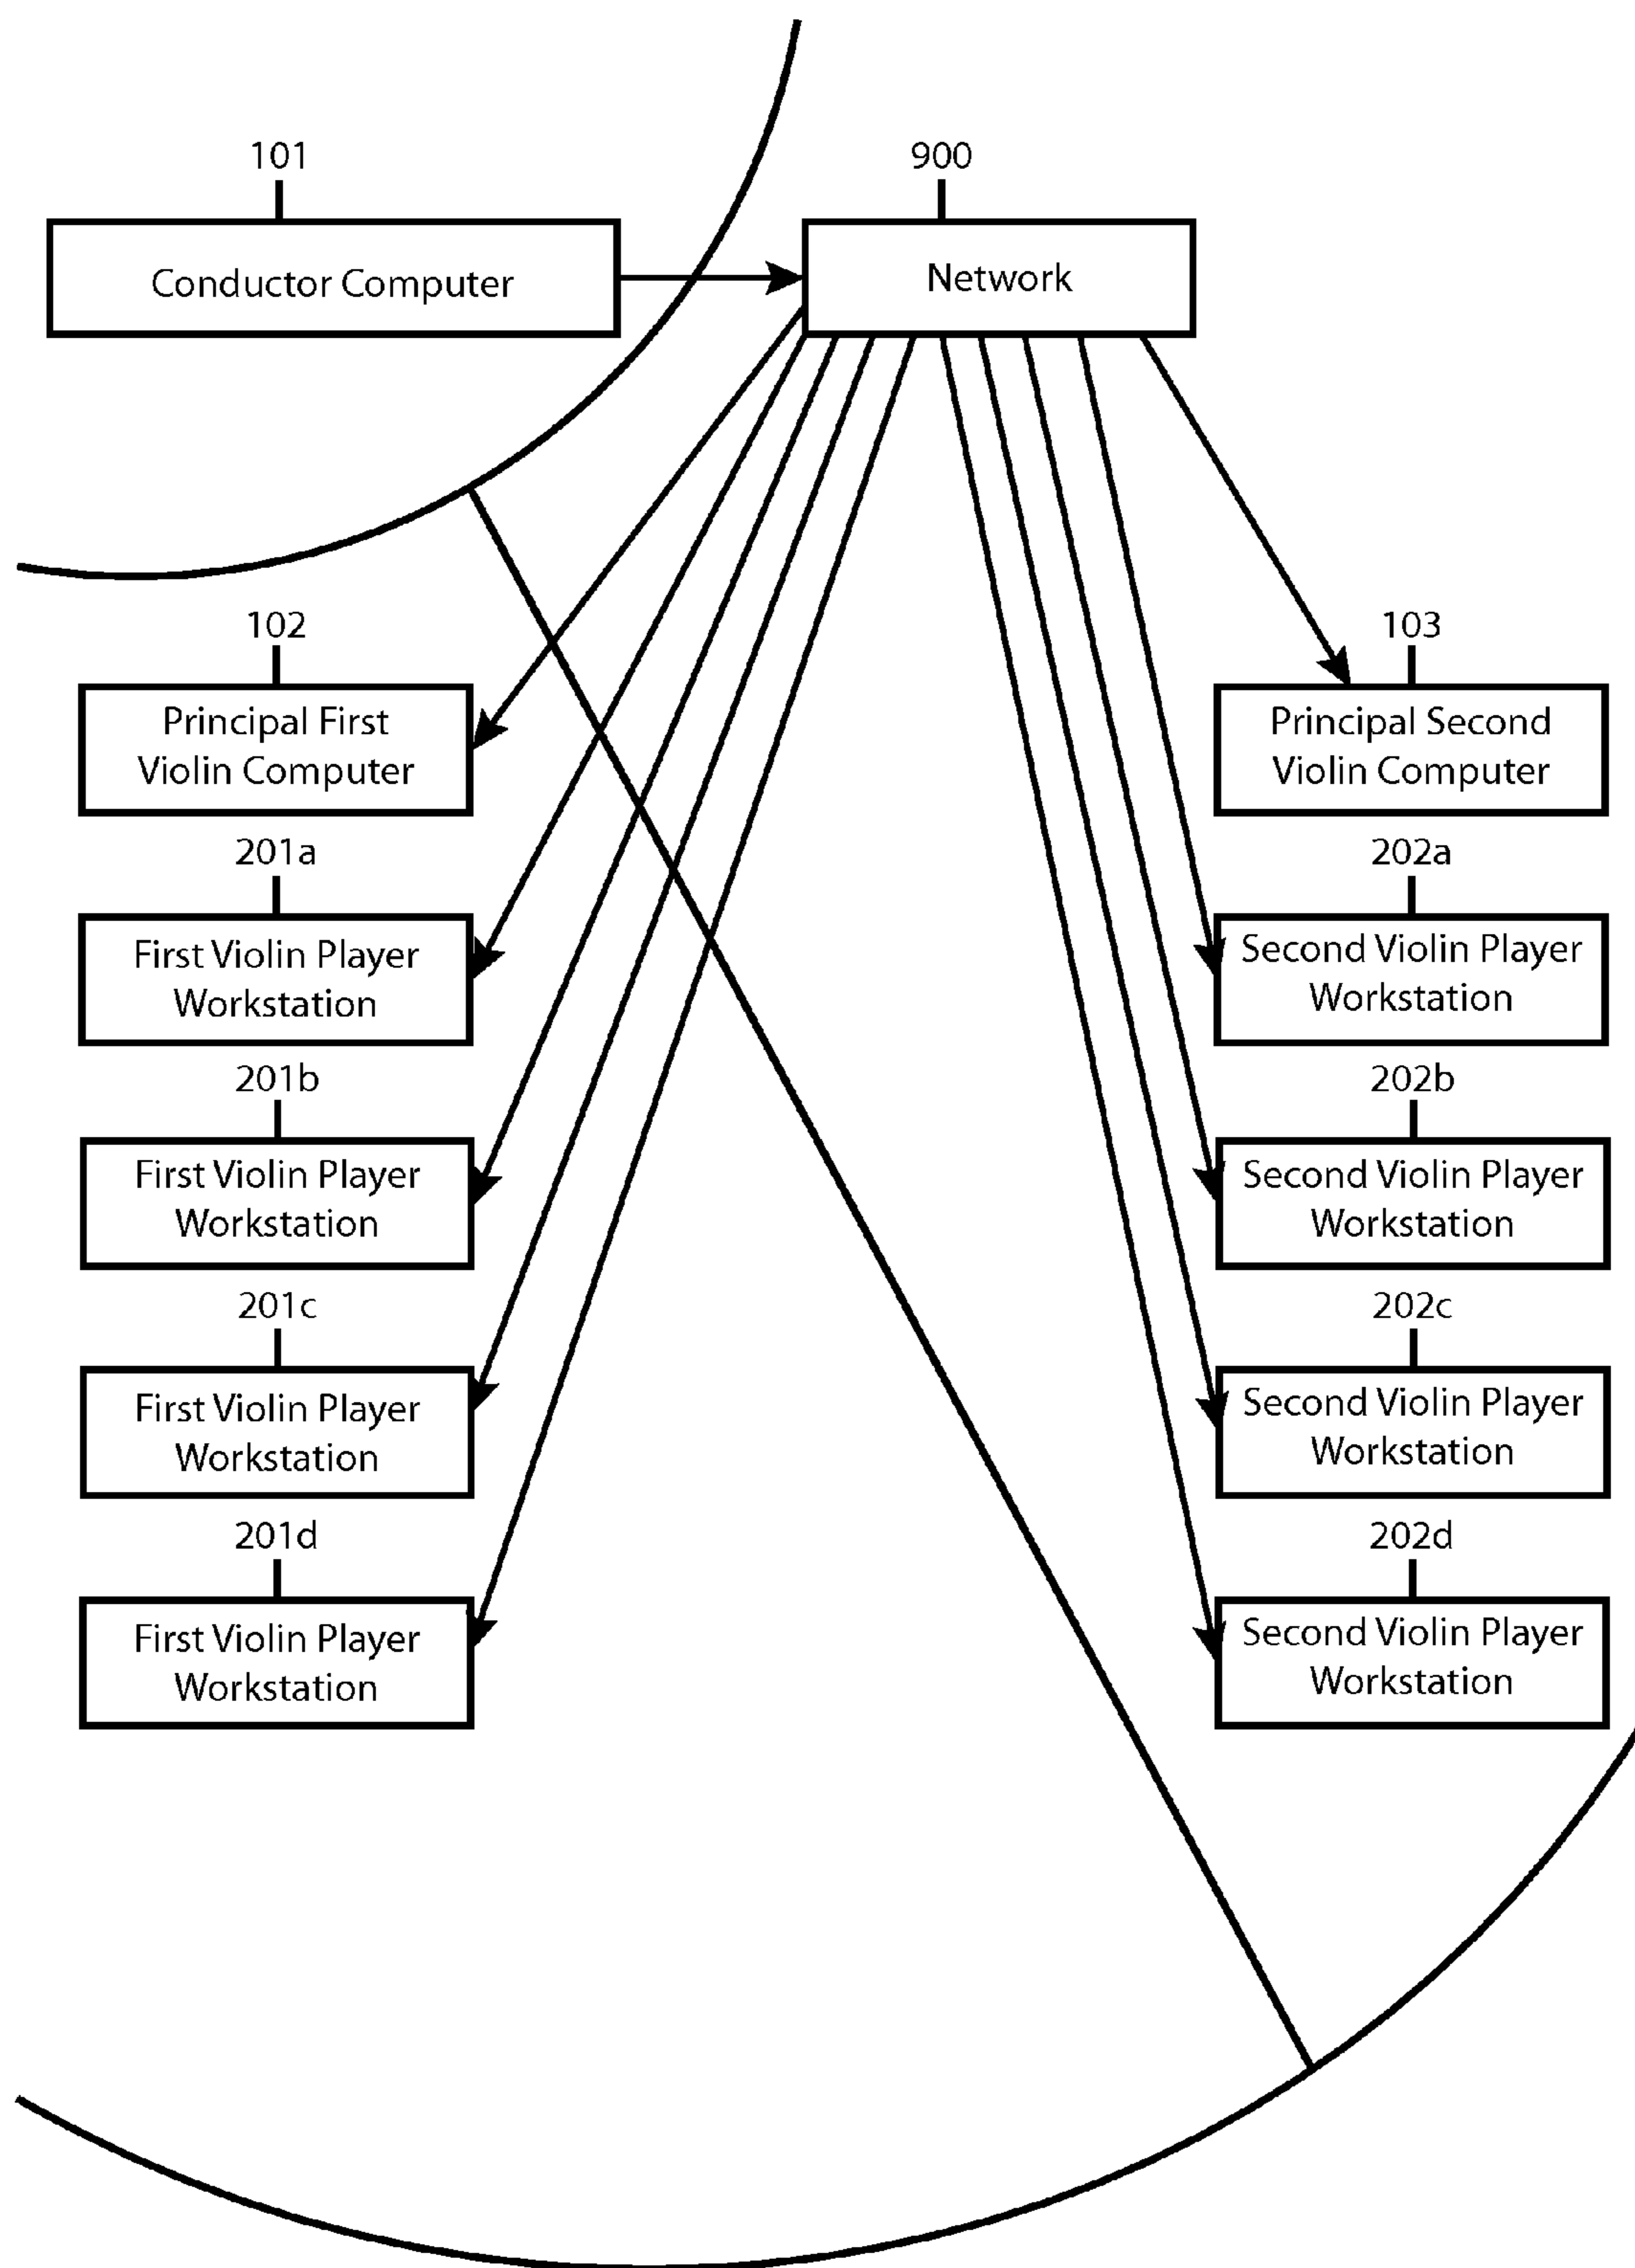 101
Conductor Computer
900
Network
102
Principal First
Violin Computer
201a
First Violin Player
Workstation
201b
First Violin Player
Workstation
201c
First Violin Player
Workstation
201d
First Violin Player
Workstation
103
Principal Second
Violin Computer
202a
Second Violin Player
Workstation
202b
Second Violin Player
Workstation
202c
Second Violin Player
Workstation
202d
Second Violin Player
Workstation